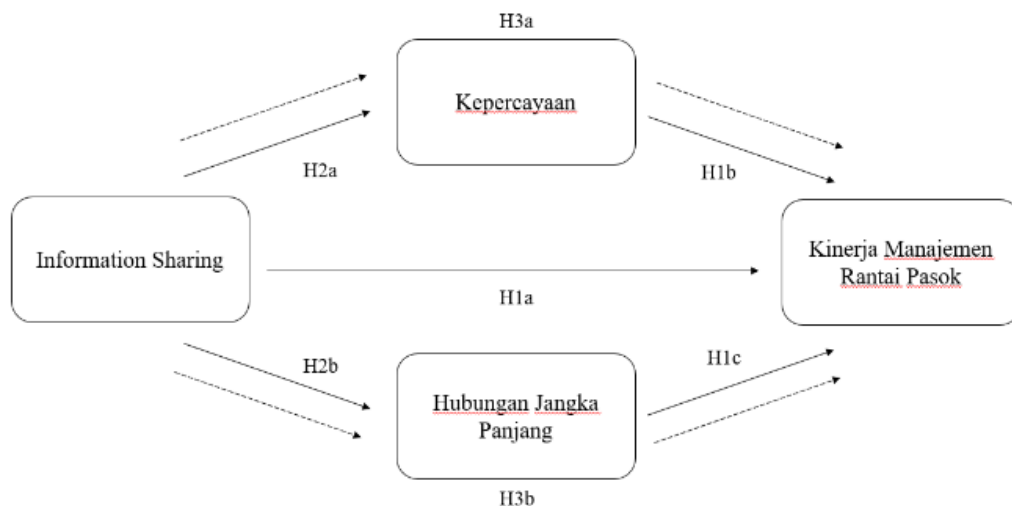 H3a
Kepercayaan
H2a
H1b
Information Sharing
Kinerja Manajemen
Rantai Pasok
H1a
H2b
H1c
Hubungan Jangka
Panjang
H3b